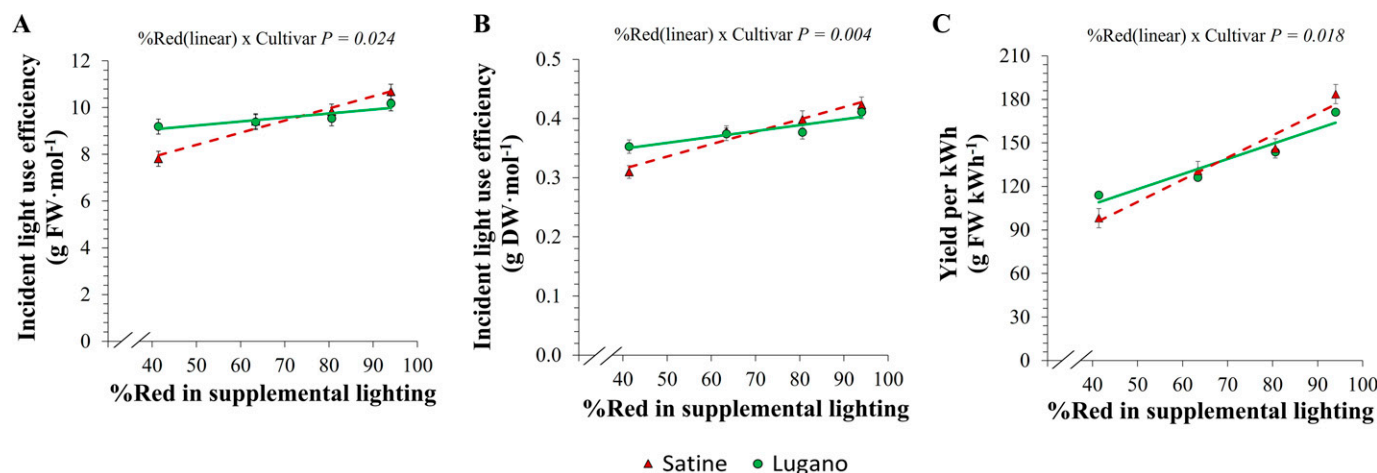 A
%Red(linear) x Cultivar P = 0.024
Incident light use efficiency
(g FW·mol⁻¹)
12
10
8
6
4
2
0
40 50 60 70 80 90 100
%Red in supplemental lighting
B
%Red(linear) x Cultivar P = 0.004
Incident light use efficiency
(g DW·mol⁻¹)
0.5
0.4
0.3
0.2
0.1
0.0
40 50 60 70 80 90 100
%Red in supplemental lighting
C
%Red(linear) x Cultivar P = 0.018
Yield per kWh
(g FW kWh⁻¹)
210
180
150
120
90
60
30
0
40 50 60 70 80 90 100
%Red in supplemental lighting
Satine Lugano